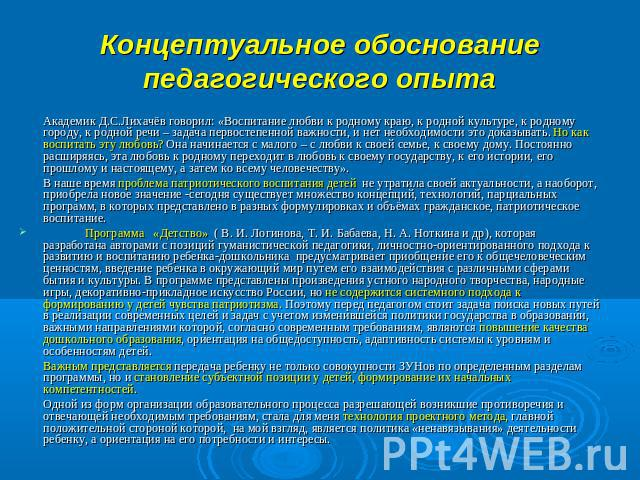 Концептуальное обоснование
педагогического опыта
Академик Д.С.Лихачёв говорил: «Воспитание любви к родному краю, к родной культуре, к родному
городу, к родной речи – задача первостепенной важности, и нет необходимости это доказывать. Но как
воспитать эту любовь? Она начинается с малого – с любви к своей семье, к своему дому. Постоянно
расширяясь, эта любовь к родному переходит в любовь к своему государству, к его истории, его
прошлому и настоящему, а затем ко всему человечеству».
В наше время проблема патриотического воспитания детей не утратила своей актуальности, а наоборот,
приобрела новое значение -сегодня существует множество концепций, технологий, парциальных
программ, в которых представлено в разных формулировках и объёмах гражданское, патриотическое
воспитание.
Программа «Детство» ( В. И. Логинова, Т. И. Бабаева, Н. А. Ноткина и др), которая
разработана авторами с позиций гуманистической педагогики, личностно-ориентированного подхода к
развитию и воспитанию ребенка-дошкольника предусматривает приобщение его к общечеловеческим
ценностям, введение ребенка в окружающий мир путем его взаимодействия с различными сферами
бытия и культуры. В программе представлены произведения устного народного творчества, народные
игры, декоративно-прикладное искусство России, но не содержится системного подхода к
формированию у детей чувства патриотизма. Поэтому перед педагогом стоит задача поиска новых путей
в реализации современных целей и задач с учетом изменившейся политики государства в образовании,
важными направлениями которой, согласно современным требованиям, являются повышение качества
дошкольного образования, ориентация на общедоступность, адаптивность системы к уровням и
особенностям детей.
Важным представляется передача ребенку не только совокупности ЗУНов по определенным разделам
программы, но и становление субъектной позиции у детей, формирование их начальных
компетентностей.
Одной из форм организации образовательного процесса разрешающей возникшие противоречия и
отвечающей необходимым требованиям, стала для меня технология проектного метода, главной
положительной стороной которой, на мой взгляд, является политика «ненавязывания» деятельности
ребенку, а ориентация на его потребности и интересы.
PPt4WEB.ru